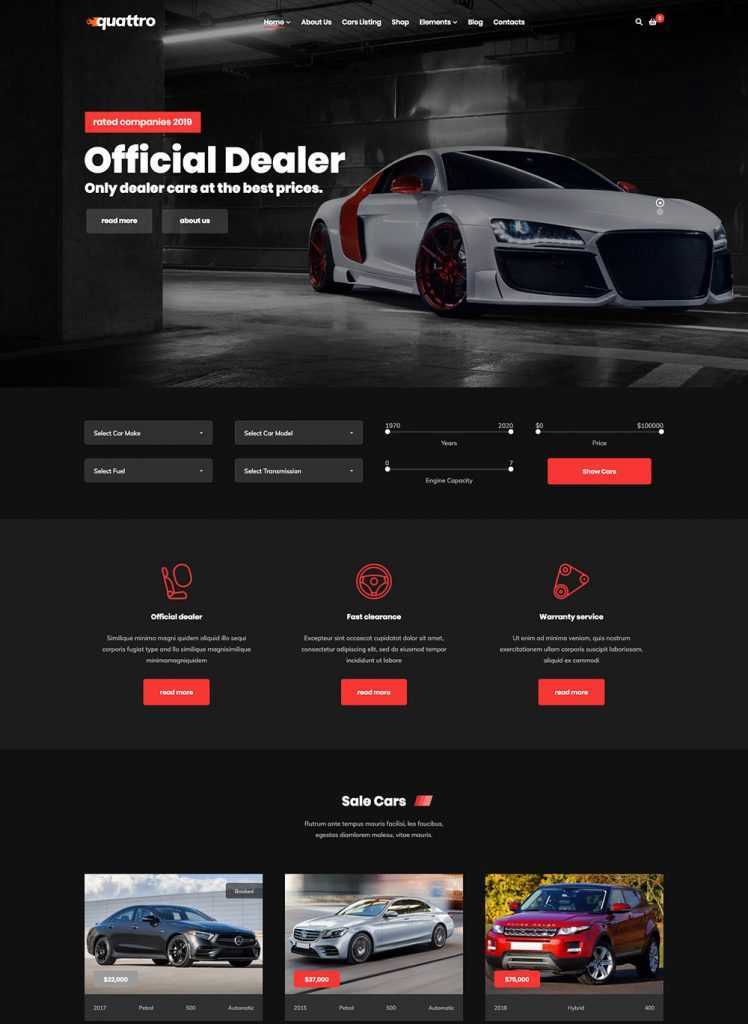 quattro
Home About Us Cars Listing Shop Elements Blog Contacts
0
rated companies 2019
Official Dealer
Only dealer cars at the best prices.
read more about us
Select Car Make Select Car Model 1970 2020 $0 $100000
Years Price
Select Fuel Select Transmission 0 7 Show Cars
Engine Capacity
Official dealer
Similique minima magni quidem aliquid illo sequi
corporis fugiat type and llo similique magnisimilique
minimamagniquidem
read more
Fast clearance
Excepteur sint occaecat cupidatat dolor sit amet,
consectetur adipiscing elit, sed do eiusmod tempor
incididunt ut labore
read more
Warranty service
Ut enim ad minima veniam, quis nostrum
exercitationem ullam corporis suscipit laboriosam,
aliquid ex commodi
read more
Sale Cars
Rutrum ante tempus mauris facilisi, leo faucibus,
egestas diamlorem malesu, vitae mauris.
Booked
$22,000
2017 Petrol 500 Automatic
$37,000
2015 Petrol 500 Automatic
RANGE ROVER
$78,000
2018 Hybrid 400